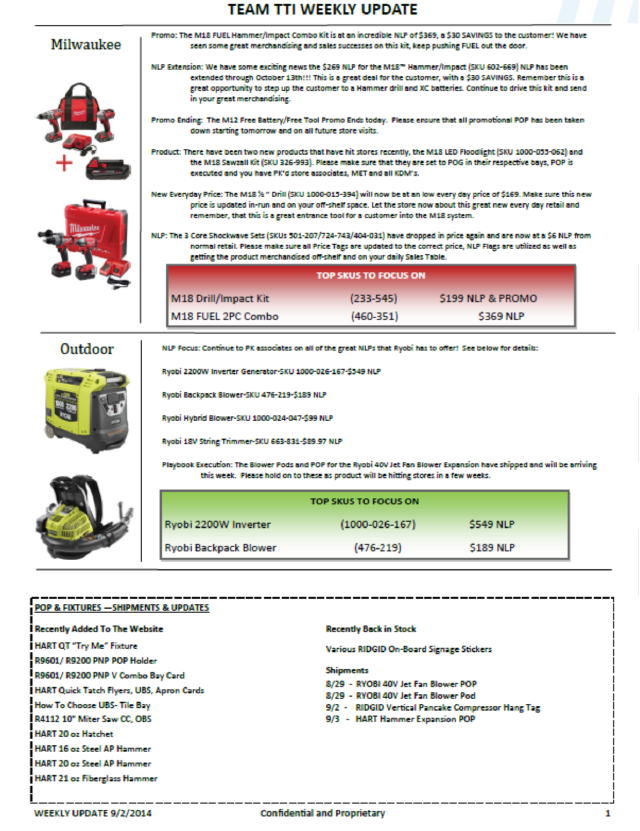 TEAM TTI WEEKLY UPDATE
Milwaukee
Promo: The M18 FUEL Hammer/Impact Combo Kit is at an incredible NLP of $369, a $30 SAVINGS to the customer! We have
seen some great merchandising and sales successes on this kit, keep pushing FUEL out the door.
NLP Extension: We have some exciting news the $269 NLP for the M18™ Hammer/Impact (SKU 602-669) NLP has been
extended through October 13th!!! This is a great deal for the customer, with a $30 SAVINGS. Remember this is a
great opportunity to step up the customer to a Hammer drill and XC batteries. Continue to drive this kit and send
in your great merchandising.
Promo Ending: The M12 Free Battery/Free Tool Promo Ends today. Please ensure that all promotional POP has been taken
down starting tomorrow and on all future store visits.
Product: There have been two new products that have hit stores recently, the M18 LED Floodlight (SKU 1000-055-062) and
the M18 Sawzall Kit (SKU 326-993). Please make sure that they are set to POG in their respective bays, POP is
executed and you have PK'd store associates, MET and all KDM's.
New Everyday Price: The M18 ½ " Drill (SKU 1000-015-394) will now be at an low every day price of $169. Make sure this new
price is updated in-run and on your off-shelf space. Let the store now about this great new every day retail and
remember, that this is a great entrance tool for a customer into the M18 system.
NLP: The 3 Core Shockwave Sets (SKUs 501-207/724-743/404-031) have dropped in price again and are now at a $6 NLP from
normal retail. Please make sure all Price Tags are updated to the correct price, NLP Flags are utilized as well as
getting the product merchandised off-shelf and on your daily Sales Table.
TOP SKUS TO FOCUS ON
M18 Drill/Impact Kit (233-545) $199 NLP & PROMO
M18 FUEL 2PC Combo (460-351) $369 NLP
Outdoor
NLP Focus: Continue to PK associates on all of the great NLPs that Ryobi has to offer! See below for details:
Ryobi 2200W Inverter Generator-SKU 1000-026-167-$549 NLP
Ryobi Backpack Blower-SKU 476-219-$189 NLP
Ryobi Hybrid Blower-SKU 1000-024-047-$99 NLP
Ryobi 18V String Trimmer-SKU 663-831-$89.97 NLP
Playbook Execution: The Blower Pods and POP for the Ryobi 40V Jet Fan Blower Expansion have shipped and will be arriving
this week. Please hold on to these as product will be hitting stores in a few weeks.
TOP SKUS TO FOCUS ON
Ryobi 2200W Inverter (1000-026-167) $549 NLP
Ryobi Backpack Blower (476-219) $189 NLP
POP & FIXTURES —SHIPMENTS & UPDATES
Recently Added To The Website
HART QT "Try Me" Fixture
R9601/ R9200 PNP POP Holder
R9601/ R9200 PNP V Combo Bay Card
HART Quick Tatch Flyers, UBS, Apron Cards
How To Choose UBS- Tile Bay
R4112 10" Miter Saw CC, OBS
HART 20 oz Hatchet
HART 16 oz Steel AP Hammer
HART 20 oz Steel AP Hammer
HART 21 oz Fiberglass Hammer
Recently Back in Stock
Various RIDGID On-Board Signage Stickers
Shipments
8/29 - RYOBI 40V Jet Fan Blower POP
8/29 - RYOBI 40V Jet Fan Blower Pod
9/2 - RIDGID Vertical Pancake Compressor Hang Tag
9/3 - HART Hammer Expansion POP
WEEKLY UPDATE 9/2/2014 Confidential and Proprietary 1